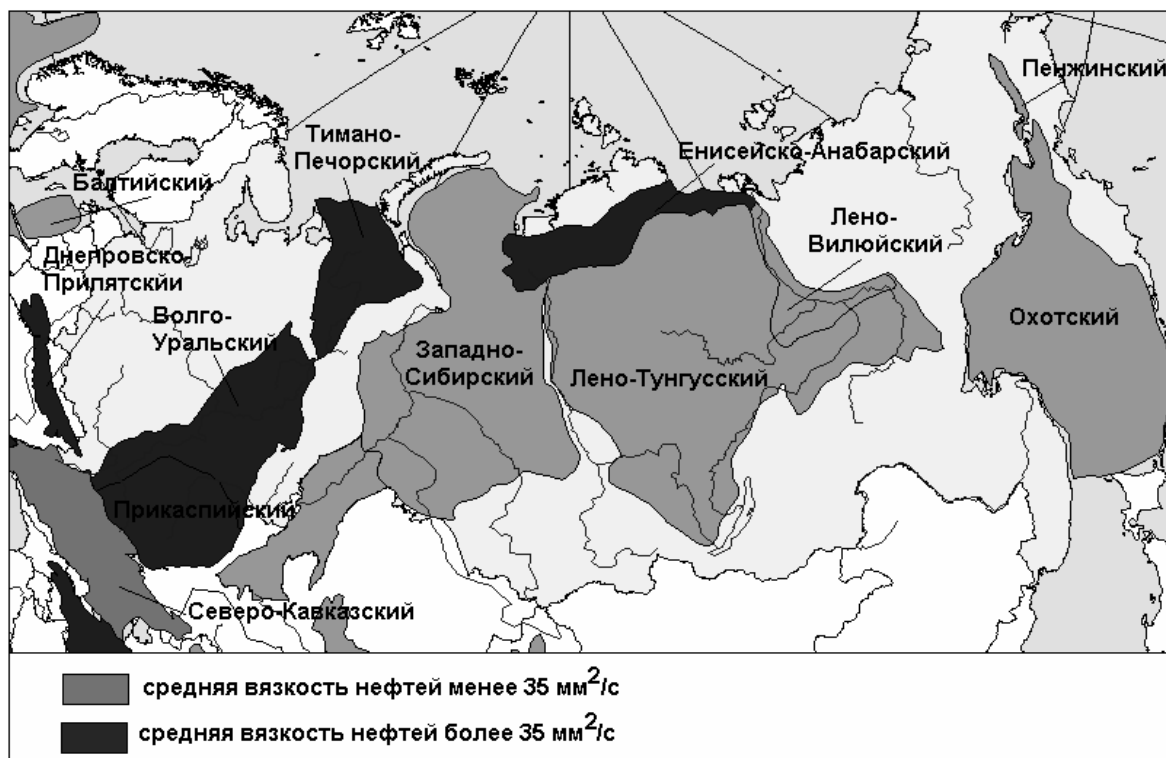 Пенжинский
Тимано-
Печорский
Енисейско-Анабарский
Балтийский
Лено-
Вилюйский
Днепровско-
Припятский
Волго-
Уральский
Охотский
Западно-
Сибирский
Лено-Тунгусский
Прикаспийский
Северо-Кавказский
средняя вязкость нефтей менее 35 мм²/с
средняя вязкость нефтей более 35 мм²/с